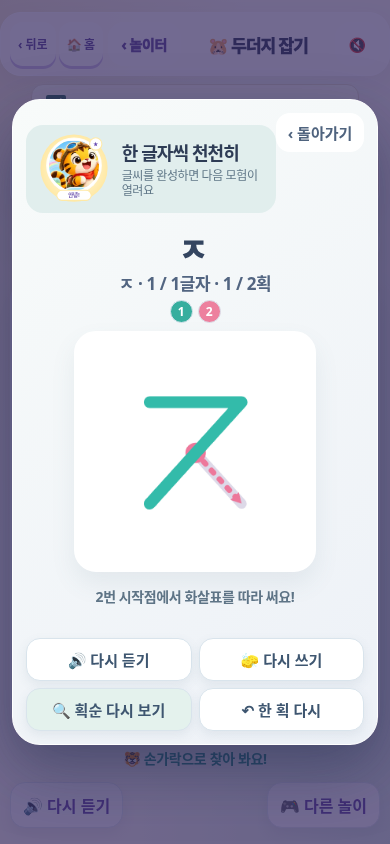 ‹ 뒤로
🏠 홈
‹ 놀이터
🐹 두더지 잡기
🔇
‹ 돌아가기
한 글자씩 천천히
글씨를 완성하면 다음 모험이
열려요
ㅈ
ㅈ · 1 / 1글자 · 1 / 2획
1 2
ㅈ
2번 시작점에서 화살표를 따라 써요!
🔊 다시 듣기
🧽 다시 쓰기
🔍 획순 다시 보기
↶ 한 획 다시
🐻 손가락으로 찾아 봐요!
🔊 다시 듣기
🎮 다른 놀이